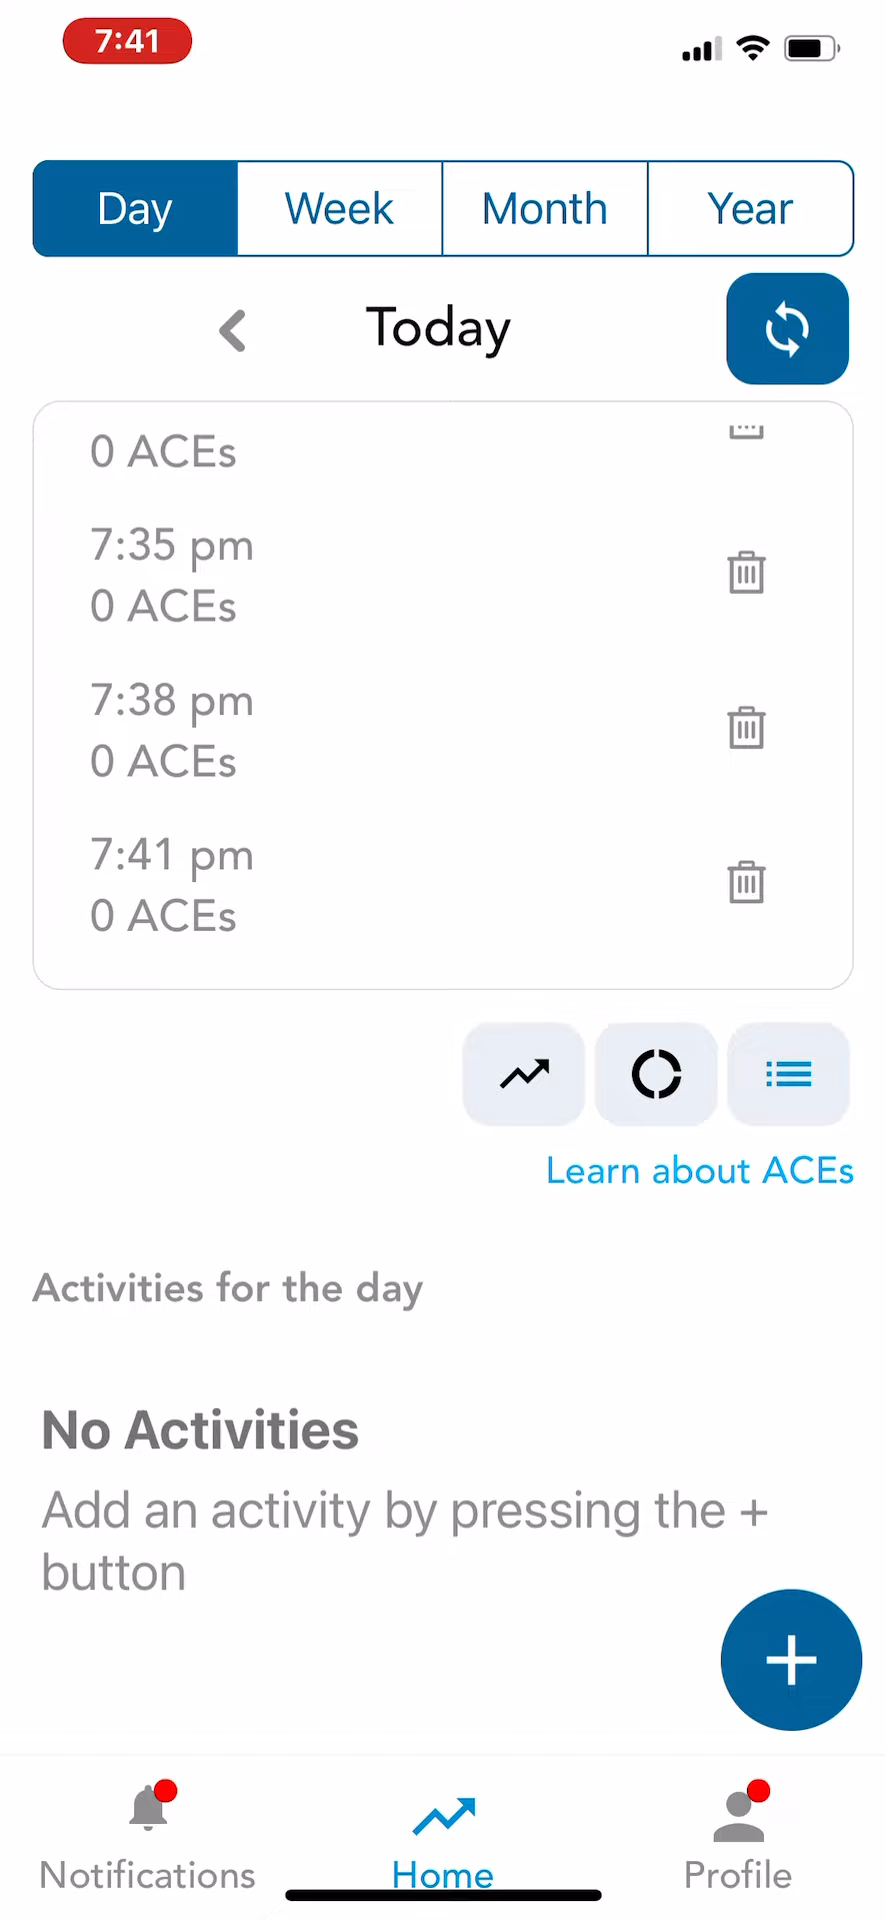 7:41
Day Week Month Year
Today
0 ACEs
7:35 pm
0 ACEs
7:38 pm
0 ACEs
7:41 pm
0 ACEs
Learn about ACEs
Activities for the day
No Activities
Add an activity by pressing the +
button
Notifications Home Profile